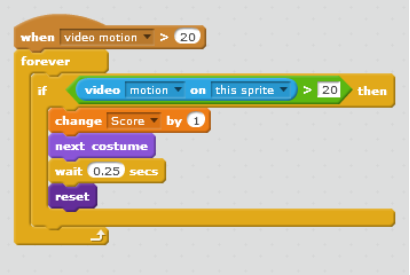 when video motion > 20
forever
if video motion on this sprite > 20 then
change Score by 1
next costume
wait 0.25 secs
reset